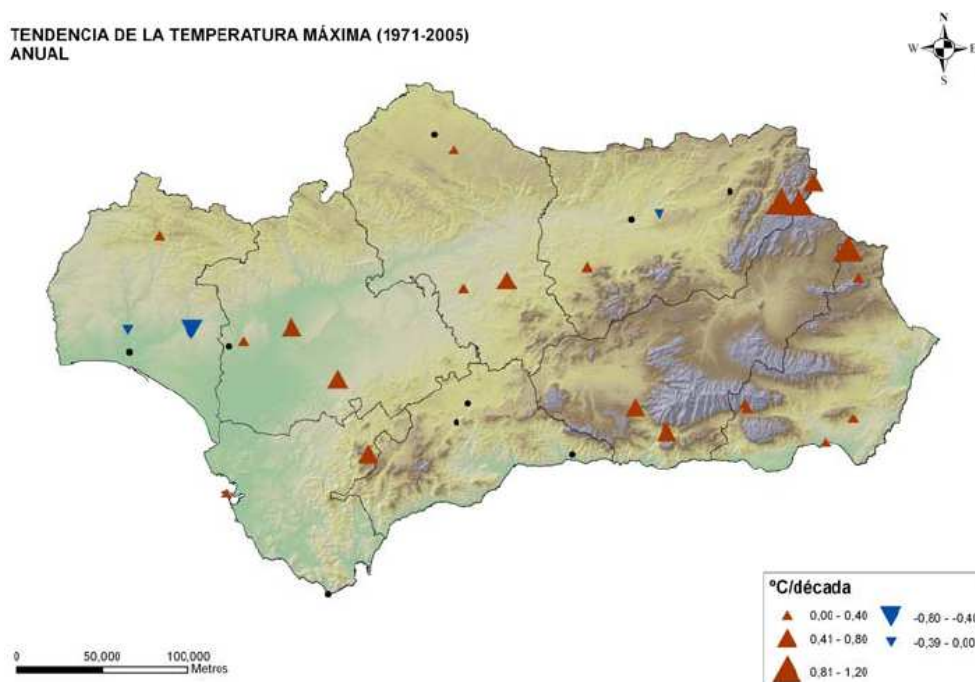 TENDENCIA DE LA TEMPERATURA MÁXIMA (1971-2005)
ANUAL
N
W E
S
ºC/década
0,00 - 0,40
-0,80 - -0,40
0,41 - 0,80
-0,39 - 0,00
0,81 - 1,20
0 50,000 100,000
Metros